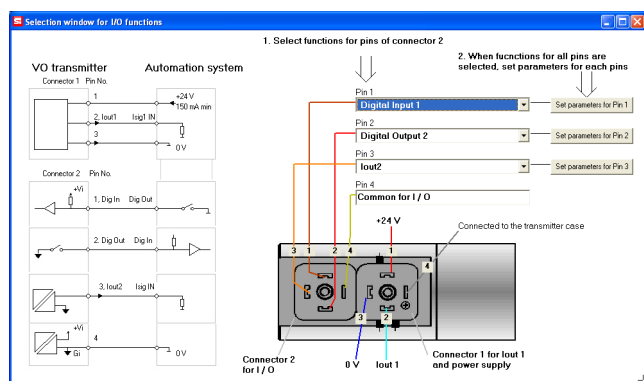 Selection window for I/O functions
1. Select functions for pins of connector 2
2. When fucnctions for all pins are
selected, set parameters for each pins
VO transmitter
Automation system
Connector 1 Pin No.
1
+24 V
150 mA min
2, Iout1 Isig1 IN
3
0 V
Connector 2 Pin No.
+Vi
1, Dig In Dig Out
2. Dig Out Dig In
3, Iout2 Isig IN
+Vi
4
Gi
0V
Pin 1
Digital Input 1
Set parameters for Pin 1
Pin 2
Digital Output 2
Set parameters for Pin 2
Pin 3
Iout2
Set parameters for Pin 3
Pin 4
Common for I / O
+24 V
Connected to the transmitter case
3 1 2 4 1
4
3 2
Connector 2
for I / O
0 V
Iout 1
Connector 1 for Iout 1
and power supply